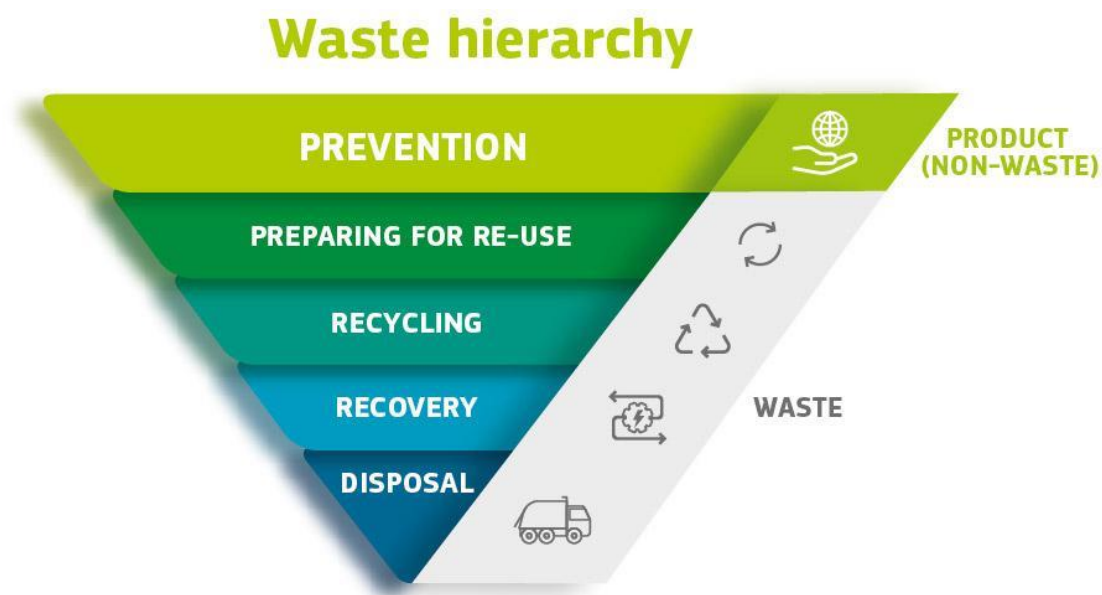 Waste hierarchy
PREVENTION
PRODUCT
(NON-WASTE)
PREPARING FOR RE-USE
RECYCLING
RECOVERY
WASTE
DISPOSAL